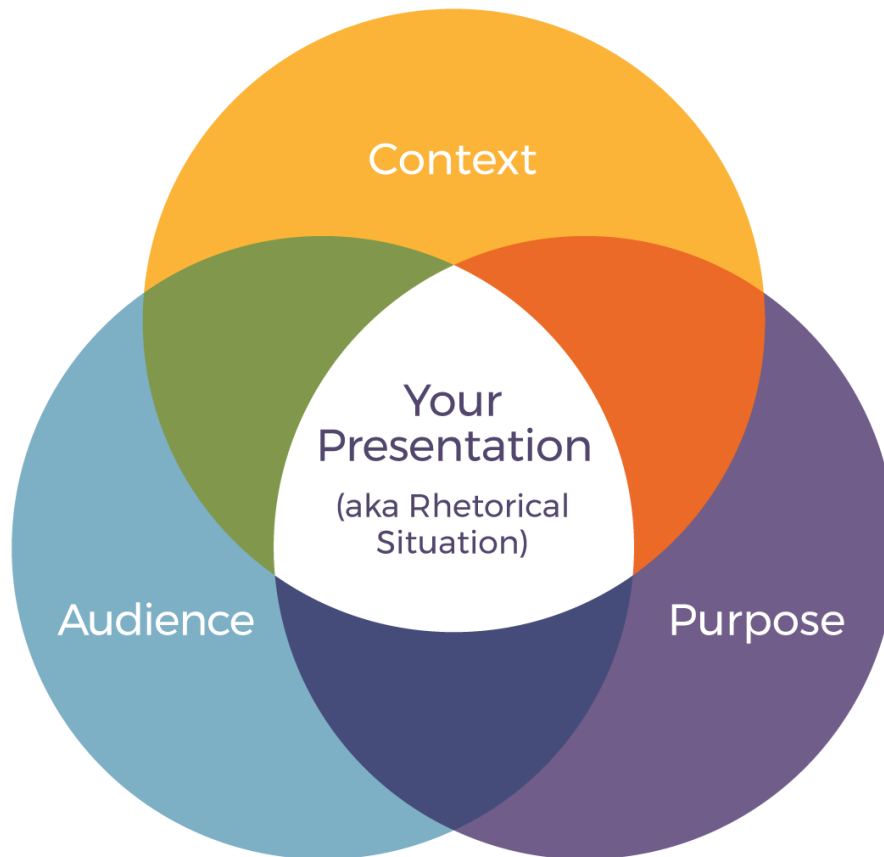 Context
Your
Presentation
(aka Rhetorical
Situation)
Audience
Purpose